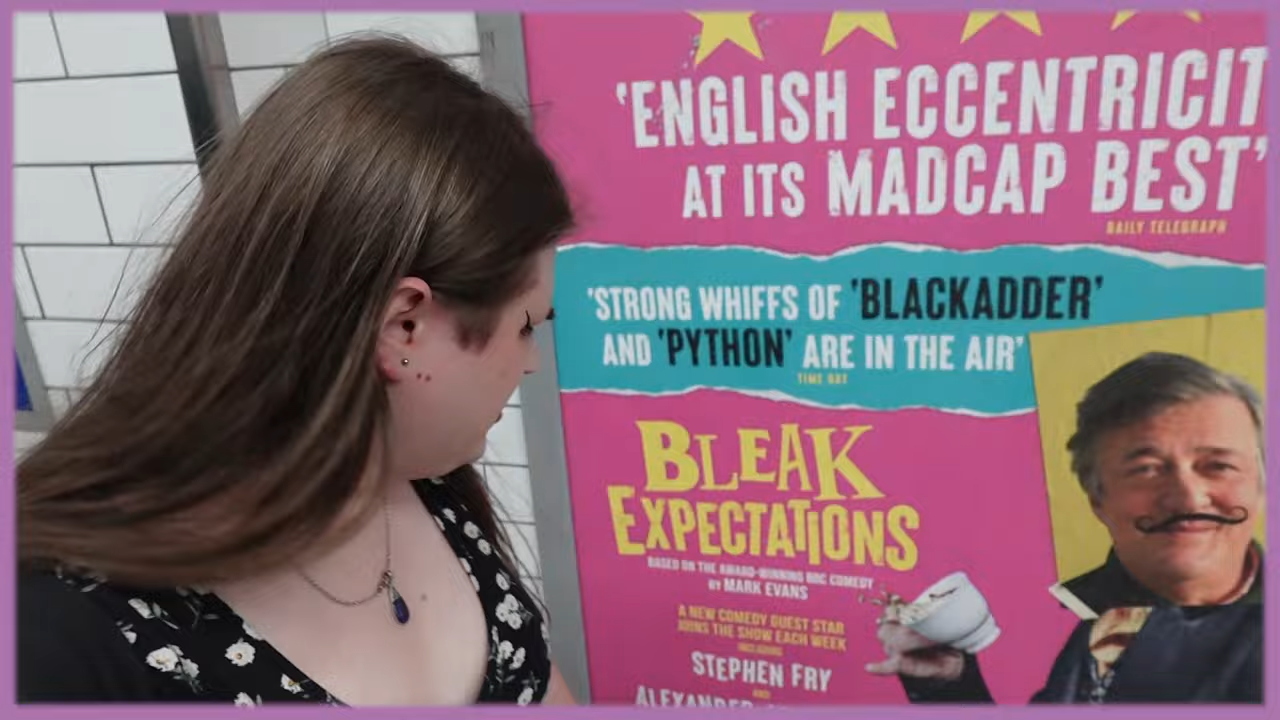 'ENGLISH ECCENTRICIT
AT ITS MADCAP BEST'
DAILY TELEGRAPH
'STRONG WHIFFS OF 'BLACKADDER'
AND 'PYTHON' ARE IN THE AIR'
TIME OUT
BLEAK
EXPECTATIONS
BASED ON THE AWARD-WINNING BBC COMEDY
BY MARK EVANS
A NEW COMEDY GUEST STAR
JOINS THE SHOW EACH WEEK
INCLUDING
STEPHEN FRY
AND
ALEXANDER